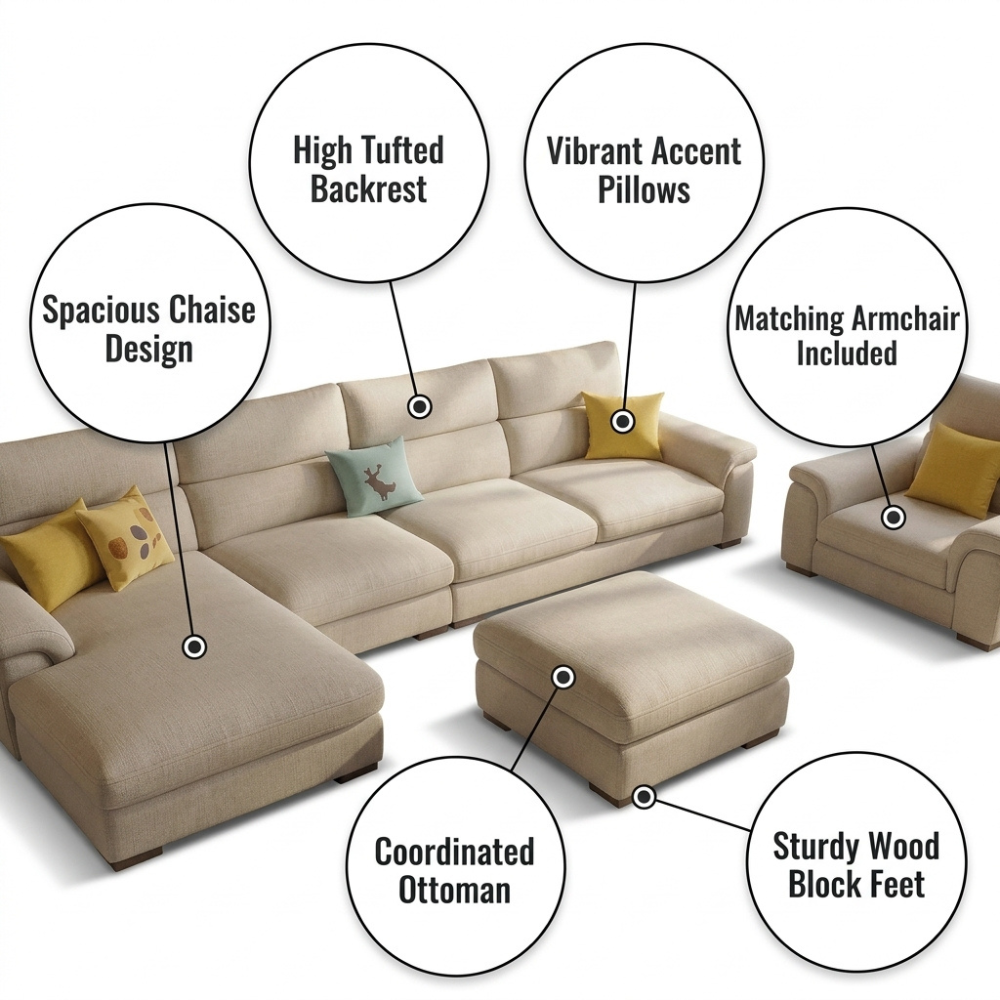 High Tufted
Backrest
Vibrant Accent
Pillows
Spacious Chaise
Design
Matching Armchair
Included
Coordinated
Ottoman
Sturdy Wood
Block Feet